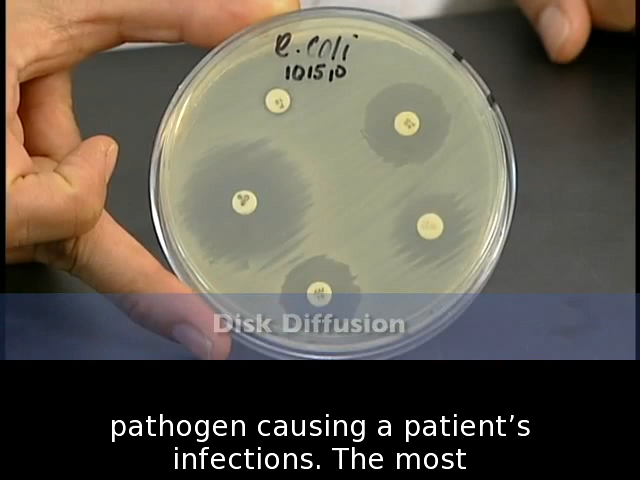 E. coli
101510
Disk Diffusion
pathogen causing a patient’s
infections. The most